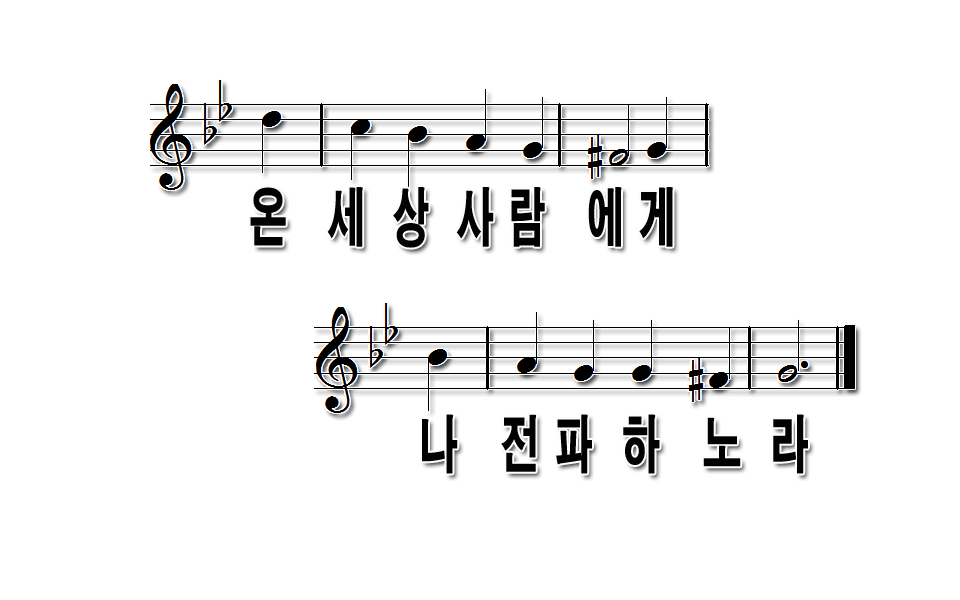 온 세 상 사 람 에 게
나 전 파 하 노 라